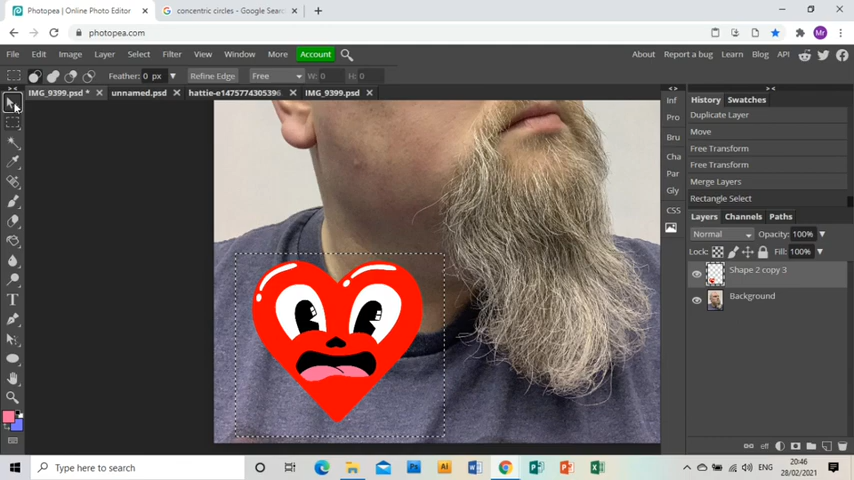 Photopea | Online Photo Editor
concentric circles - Google Searc
photopea.com
Mr
File Edit Image Layer Select Filter View Window More Account About Report a bug Learn Blog API
Feather: 0 px Refine Edge Free W: 0 H: 0
IMG_9399.psd * unnamed.psd hattie-e1475774305396 IMG_9399.psd
Inf
Pro
Bru
Cha
Par
Gly
CSS
History Swatches
Duplicate Layer
Move
Free Transform
Free Transform
Merge Layers
Rectangle Select
Layers Channels Paths
Normal Opacity: 100%
Lock: Fill: 100%
Shape 2 copy 3
Background
Type here to search
ENG 20:46
28/02/2021